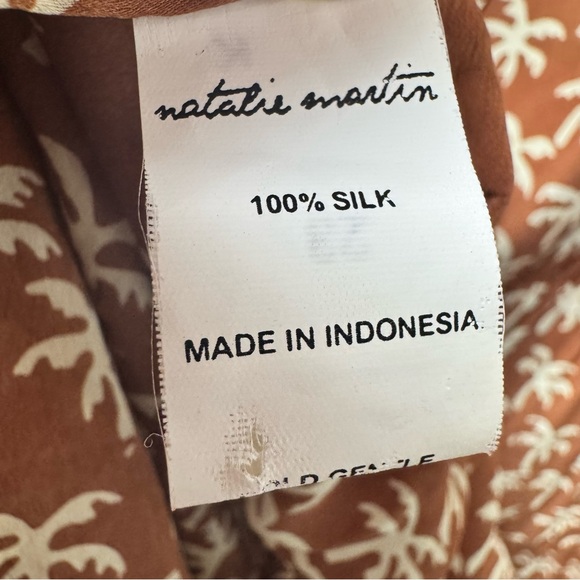 natalie martin
100% SILK
MADE IN INDONESIA